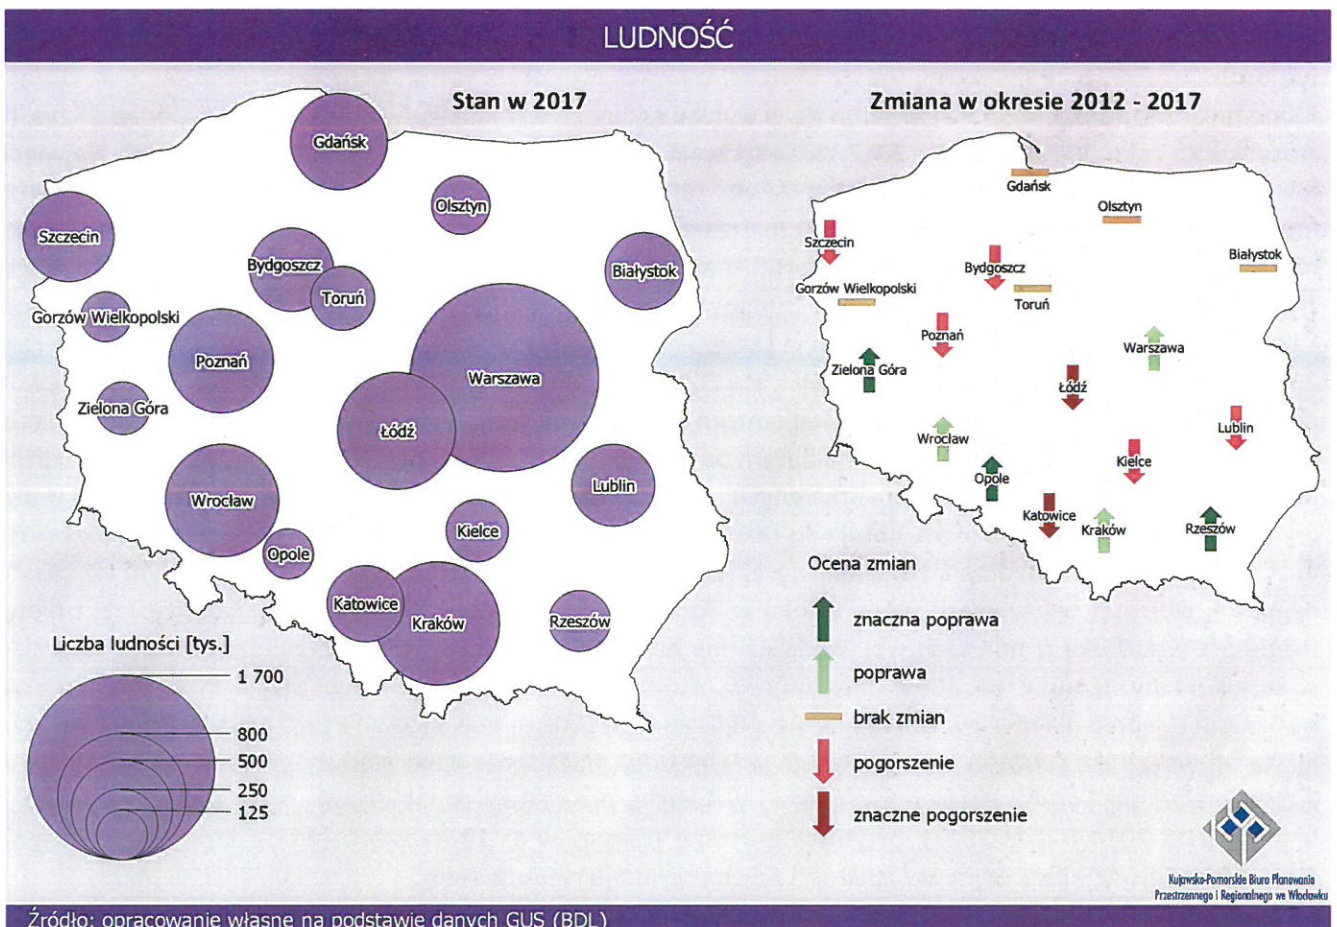 LUDNOŚĆ
Stan w 2017
Gdańsk
Olsztyn
Szczecin
Bydgoszcz
Białystok
Toruń
Gorzów Wielkopolski
Poznań
Warszawa
Zielona Góra
Łódź
Wrocław
Lublin
Kielce
Opole
Katowice
Kraków
Rzeszów
Liczba ludności [tys.]
1 700
800
500
250
125
Zmiana w okresie 2012 - 2017
Gdańsk
Olsztyn
Szczecin
Białystok
Bydgoszcz
Gorzów Wielkopolski
Toruń
Poznań
Warszawa
Zielona Góra
Łódź
Lublin
Wrocław
Kielce
Opole
Katowice
Kraków
Rzeszów
Ocena zmian
znaczna poprawa
poprawa
brak zmian
pogorszenie
znaczne pogorszenie
Kujawsko-Pomorskie Biuro Planowania
Przestrzennego i Regionalnego we Włocławku
Źródło: opracowanie własne na podstawie danych GUS (BDL)